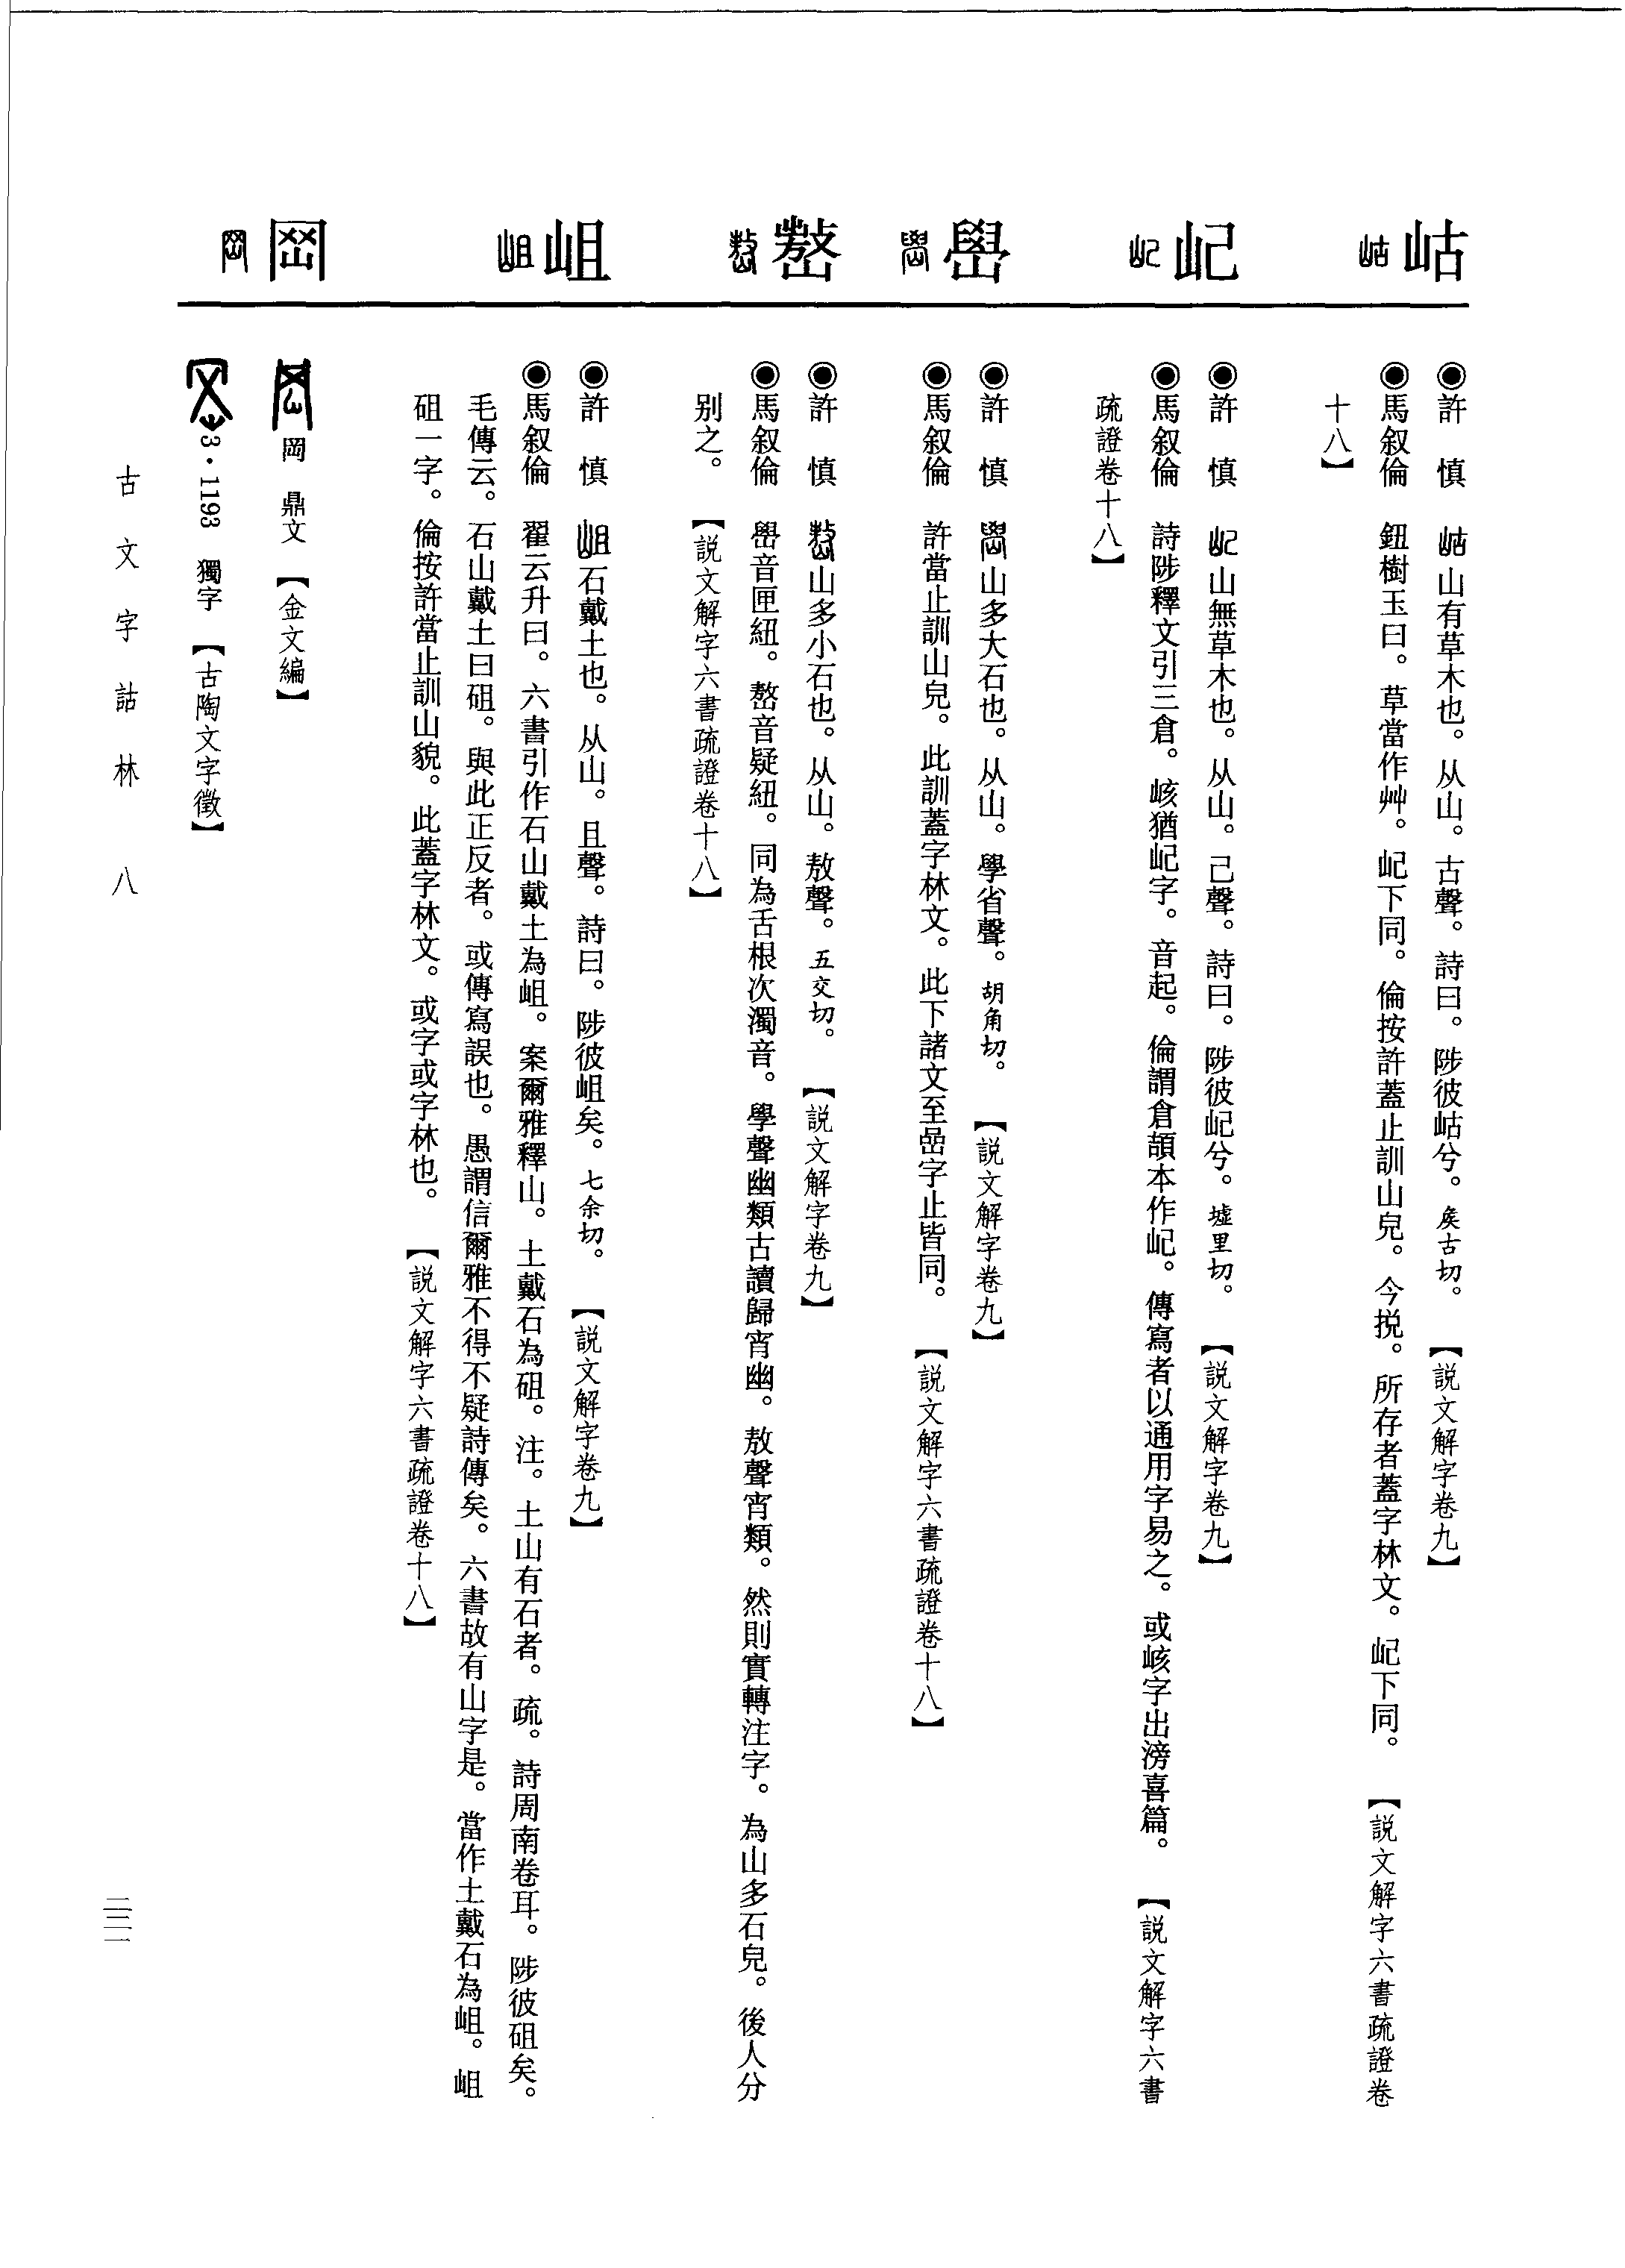 岵
◉許　慎　山有草木也。从山。古聲。詩曰。陟彼岵兮。矦古切。【説文解字卷九】
◉馬叙倫　鈕樹玉曰。草當作艸。屺下同。倫按許蓋止訓山皃。今挩。所存者蓋字林文。屺下同。【説文解字六書疏證卷
十八】
屺
◉許　慎　山無草木也。从山。己聲。詩曰。陟彼屺兮。墟里切。【説文解字卷九】
◉馬叙倫　詩陟釋文引三倉。峐猶屺字。音起。倫謂倉頡本作屺。傳寫者以通用字易之。或峐字出滂喜篇。【説文解字六書
疏證卷十八】
嶨
◉許　慎　山多大石也。从山。學省聲。胡角切。【説文解字卷九】
◉馬叙倫　許當止訓山皃。此訓蓋字林文。此下諸文至嵒字止皆同。【説文解字六書疏證卷十八】
嶅
◉許　慎　山多小石也。从山。敖聲。五交切。【説文解字卷九】
◉馬叙倫　嶨音匣紐。嶅音疑紐。同為舌根次濁音。學聲幽類古讀歸宵幽。敖聲宵類。然則實轉注字。為山多石皃。後人分
别之。【説文解字六書疏證卷十八】
岨
◉許　慎　石戴土也。从山。且聲。詩曰。陟彼岨矣。七余切。【説文解字卷九】
◉馬叙倫　翟云升曰。六書引作石山戴土為岨。案爾雅釋山。土戴石為砠。注。土山有石者。疏。詩周南卷耳。陟彼砠矣。
毛傳云。石山戴土曰砠。與此正反者。或傳寫誤也。愚謂信爾雅不得不疑詩傳矣。六書故有山字是。當作土戴石為岨。岨
砠一字。倫按許當止訓山貌。此蓋字林文。或字或字林也。【説文解字六書疏證卷十八】
岡
岡　鼎文　【金文編】
3・1193　獨字　【古陶文字徵】
古文字詁林　八
三二一